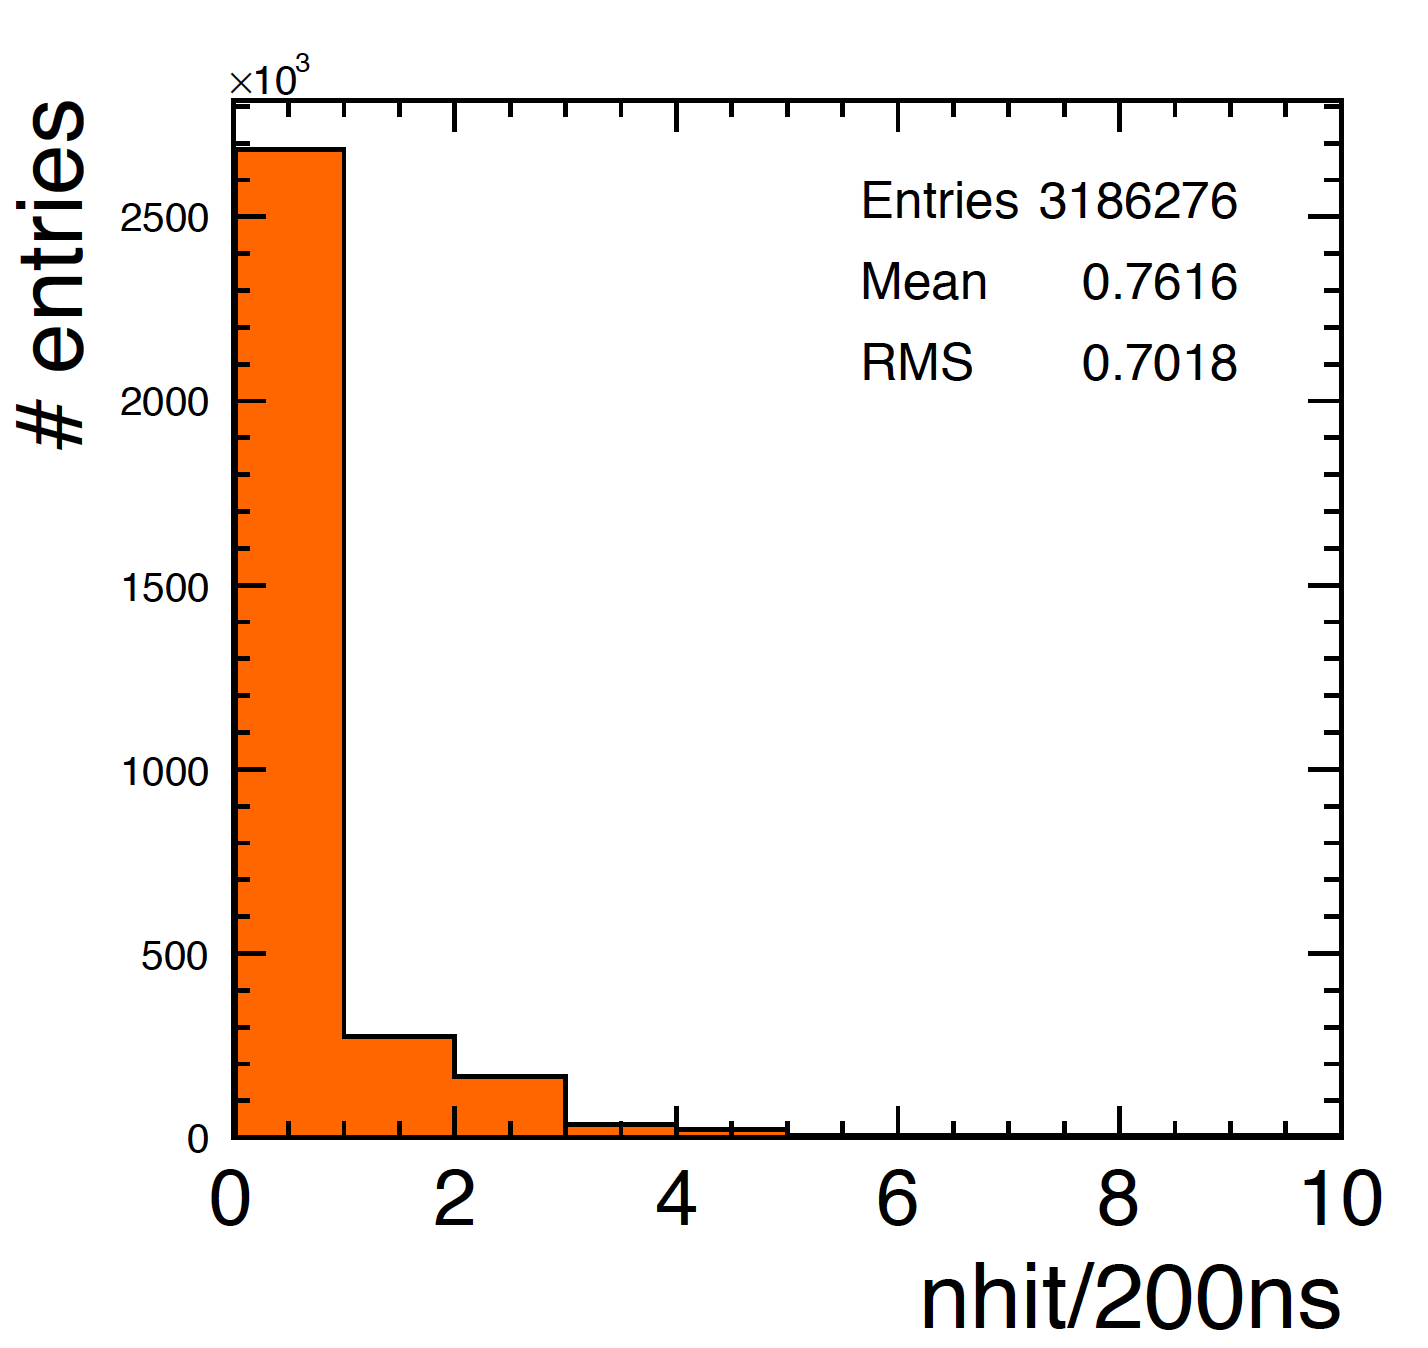 ×10³
# entries
Entries 3186276
Mean 0.7616
RMS 0.7018
2500
2000
1500
1000
500
0
0 2 4 6 8 10
nhit/200ns